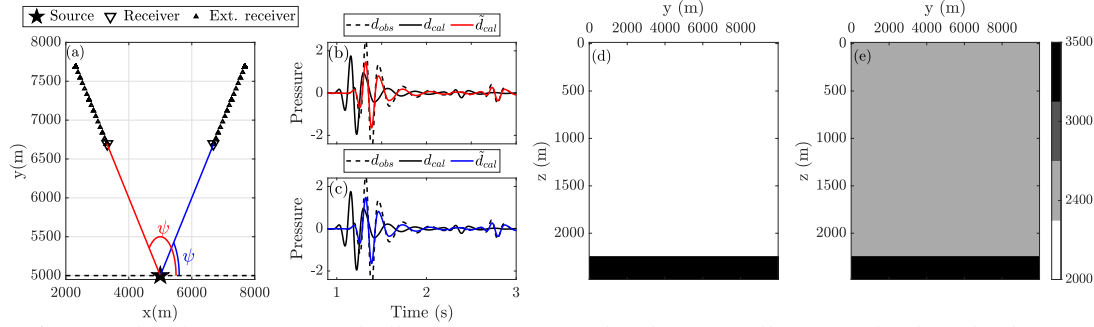 Source Receiver Ext. receiver
(a)
8000
7500
7000
6500
6000
5500
5000
y(m)
ψ
ψ
2000 4000 6000 8000
x(m)
d_obs d_cal d̃_cal
(b)
2
0
-2
Pressure
d_obs d_cal d̃_cal
(c)
2
0
-2
Pressure
1 2 3
Time (s)
y (m)
0 2000 4000 6000 8000
(d)
0
500
1000
1500
2000
z (m)
y (m)
0 2000 4000 6000 8000
(e)
0
500
1000
1500
2000
z (m)
3500
3000
2400
2000